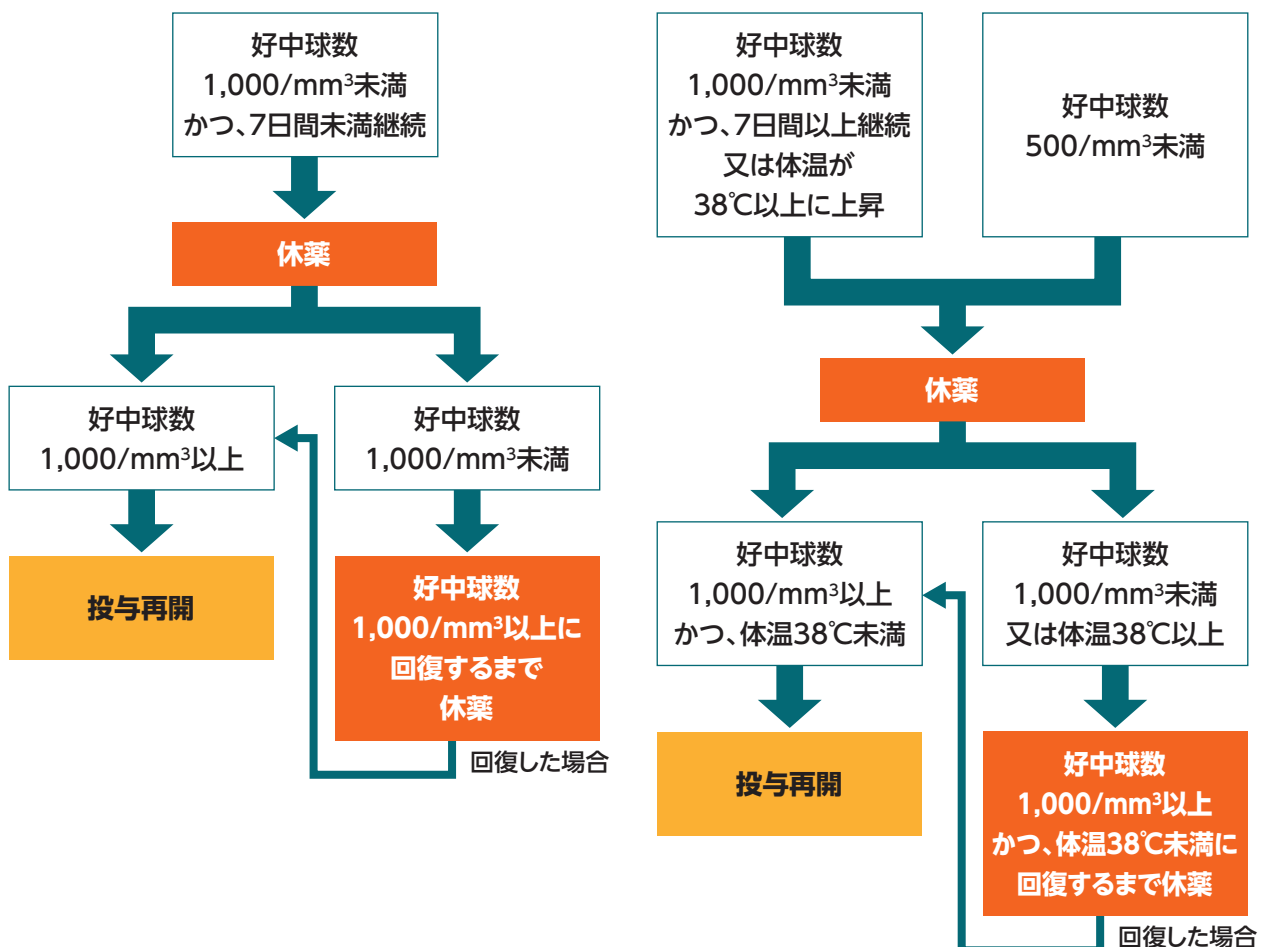 好中球数
1,000/mm³未満
かつ、7日間未満継続
休薬
好中球数
1,000/mm³以上
好中球数
1,000/mm³未満
投与再開
好中球数
1,000/mm³以上に
回復するまで
休薬
回復した場合
好中球数
1,000/mm³未満
かつ、7日間以上継続
又は体温が
38℃以上に上昇
好中球数
500/mm³未満
休薬
好中球数
1,000/mm³以上
かつ、体温38℃未満
好中球数
1,000/mm³未満
又は体温38℃以上
投与再開
好中球数
1,000/mm³以上
かつ、体温38℃未満に
回復するまで休薬
回復した場合